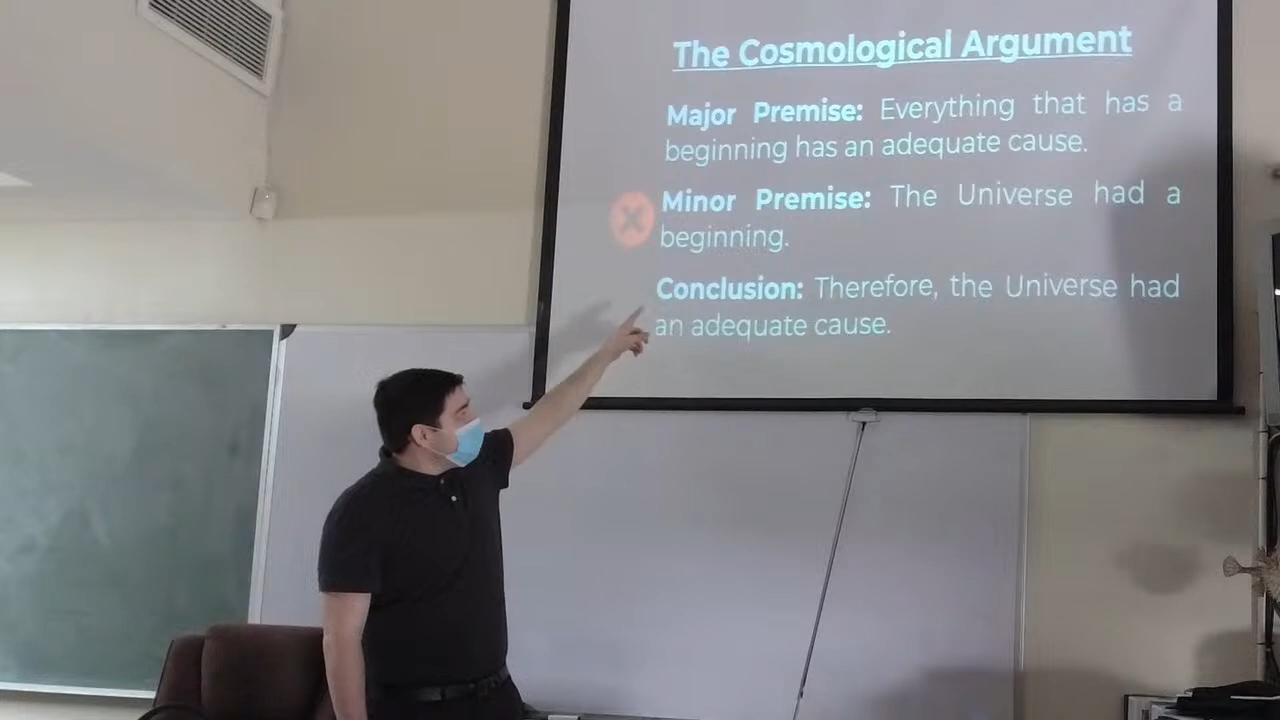 The Cosmological Argument
Major Premise: Everything that has a
beginning has an adequate cause.
Minor Premise: The Universe had a
beginning.
Conclusion: Therefore, the Universe had
an adequate cause.